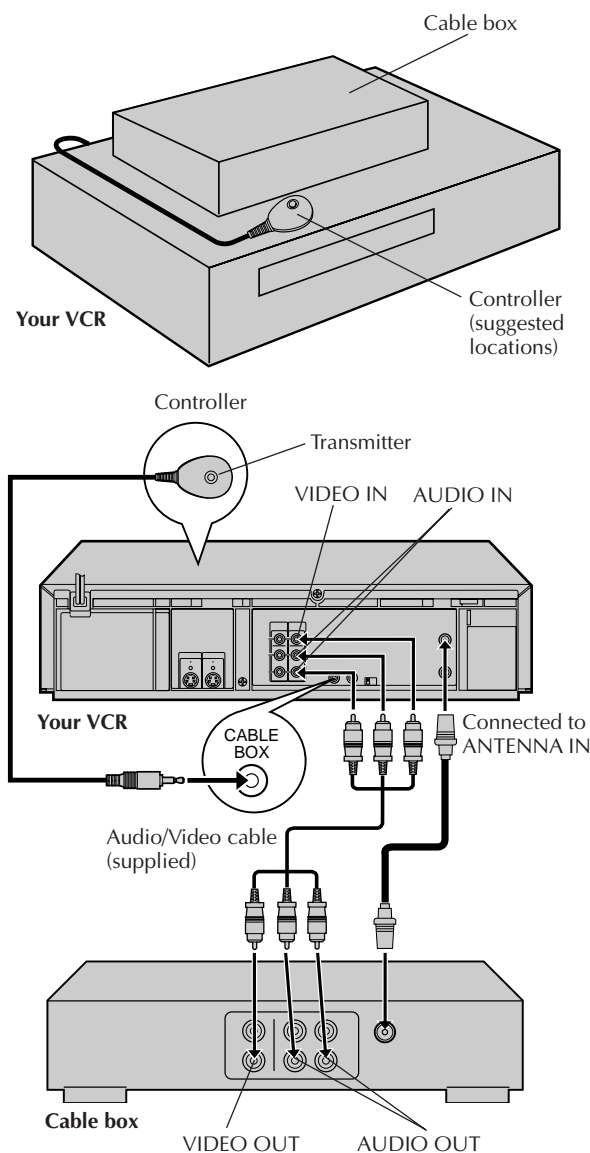 Cable box
Your VCR
Controller
(suggested
locations)
Controller
Transmitter
VIDEO IN
AUDIO IN
Your VCR
CABLE
BOX
Connected to
ANTENNA IN
Audio/Video cable
(supplied)
Cable box
VIDEO OUT
AUDIO OUT